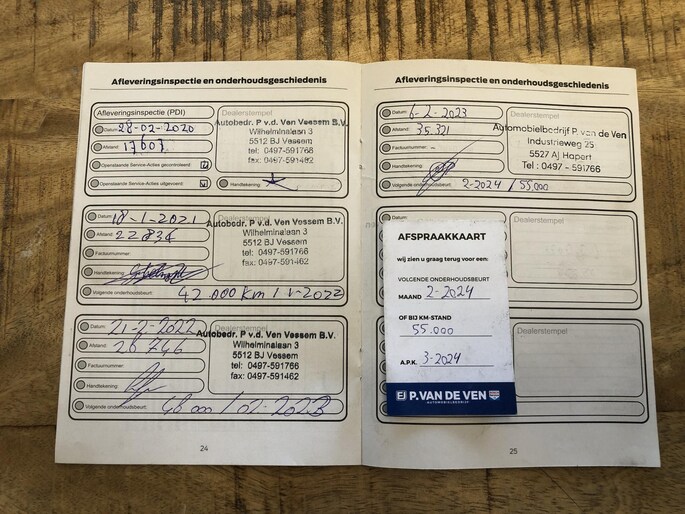 Afleveringsinspectie en onderhoudsgeschiedenis
Afleveringsinspectie (PDI)
Datum: 28-02-2020
Afstand: 17607
Openstaande Service-Acties gecontroleerd:
Openstaande Service-Acties uitgevoerd:
Dealerstempel
Autobedr. P v.d. Ven Vessem B.V.
Wilhelminalaan 3
5512 BJ Vessem
tel: 0497-591766
fax: 0497-591462
Handtekening:
Datum: 18-1-2021
Afstand: 22834
Factuurnummer:
Handtekening:
Dealerstempel
Autobedr. P v.d. Ven Vessem B.V.
Wilhelminalaan 3
5512 BJ Vessem
tel: 0497-591766
fax: 0497-591462
Volgende onderhoudsbeurt: 42.000 km / 1-2022
Datum: 21-2-2022
Afstand: 28746
Factuurnummer:
Handtekening:
Dealerstempel
Autobedr. P v.d. Ven Vessem B.V.
Wilhelminalaan 3
5512 BJ Vessem
tel: 0497-591766
fax: 0497-591462
Volgende onderhoudsbeurt: 48000 / 02-2023
24
Afleveringsinspectie en onderhoudsgeschiedenis
Datum: 6-2-2023
Afstand: 35.321
Factuurnummer: -
Handtekening:
Dealerstempel
Automobielbedrijf P. van de Ven
Industrieweg 25
5527 AJ Hapert
Tel : 0497 - 591766
Volgende onderhoudsbeurt: 2-2024 / 55.000
Datum:
Dealerstempel
Dealerstempel
AFSPRAAKKAART
wij zien u graag terug voor een:
VOLGENDE ONDERHOUDSBEURT
MAAND 2-2024
OF BIJ KM-STAND
55.000
A.P.K. 3-2024
P.VAN DE VEN
AUTOMOBIELBEDRIJF
25